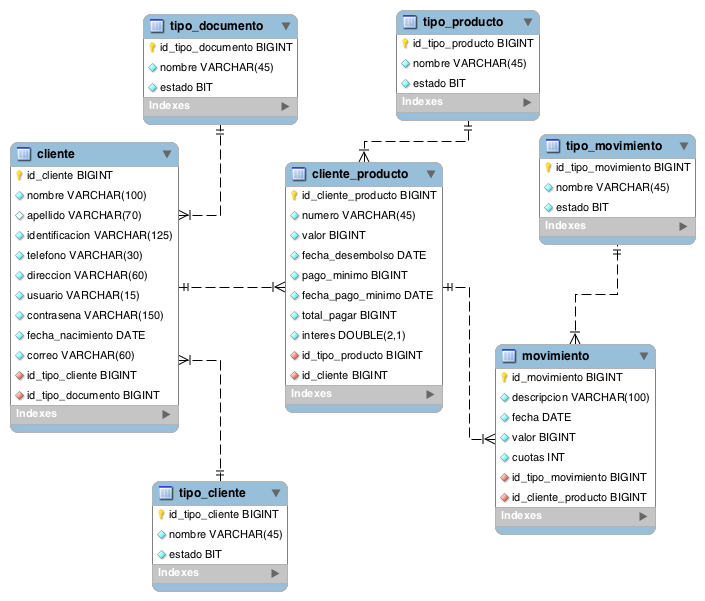 tipo_documento
id_tipo_documento BIGINT
nombre VARCHAR(45)
estado BIT
Indexes
tipo_producto
id_tipo_producto BIGINT
nombre VARCHAR(45)
estado BIT
Indexes
tipo_movimiento
id_tipo_movimiento BIGINT
nombre VARCHAR(45)
estado BIT
Indexes
cliente
id_cliente BIGINT
nombre VARCHAR(100)
apellido VARCHAR(70)
identificacion VARCHAR(125)
telefono VARCHAR(30)
direccion VARCHAR(60)
usuario VARCHAR(15)
contrasena VARCHAR(150)
fecha_nacimiento DATE
correo VARCHAR(60)
id_tipo_cliente BIGINT
id_tipo_documento BIGINT
Indexes
cliente_producto
id_cliente_producto BIGINT
numero VARCHAR(45)
valor BIGINT
fecha_desembolso DATE
pago_minimo BIGINT
fecha_pago_minimo DATE
total_pagar BIGINT
interes DOUBLE(2,1)
id_tipo_producto BIGINT
id_cliente BIGINT
Indexes
movimiento
id_movimiento BIGINT
descripcion VARCHAR(100)
fecha DATE
valor BIGINT
cuotas INT
id_tipo_movimiento BIGINT
id_cliente_producto BIGINT
Indexes
tipo_cliente
id_tipo_cliente BIGINT
nombre VARCHAR(45)
estado BIT
Indexes